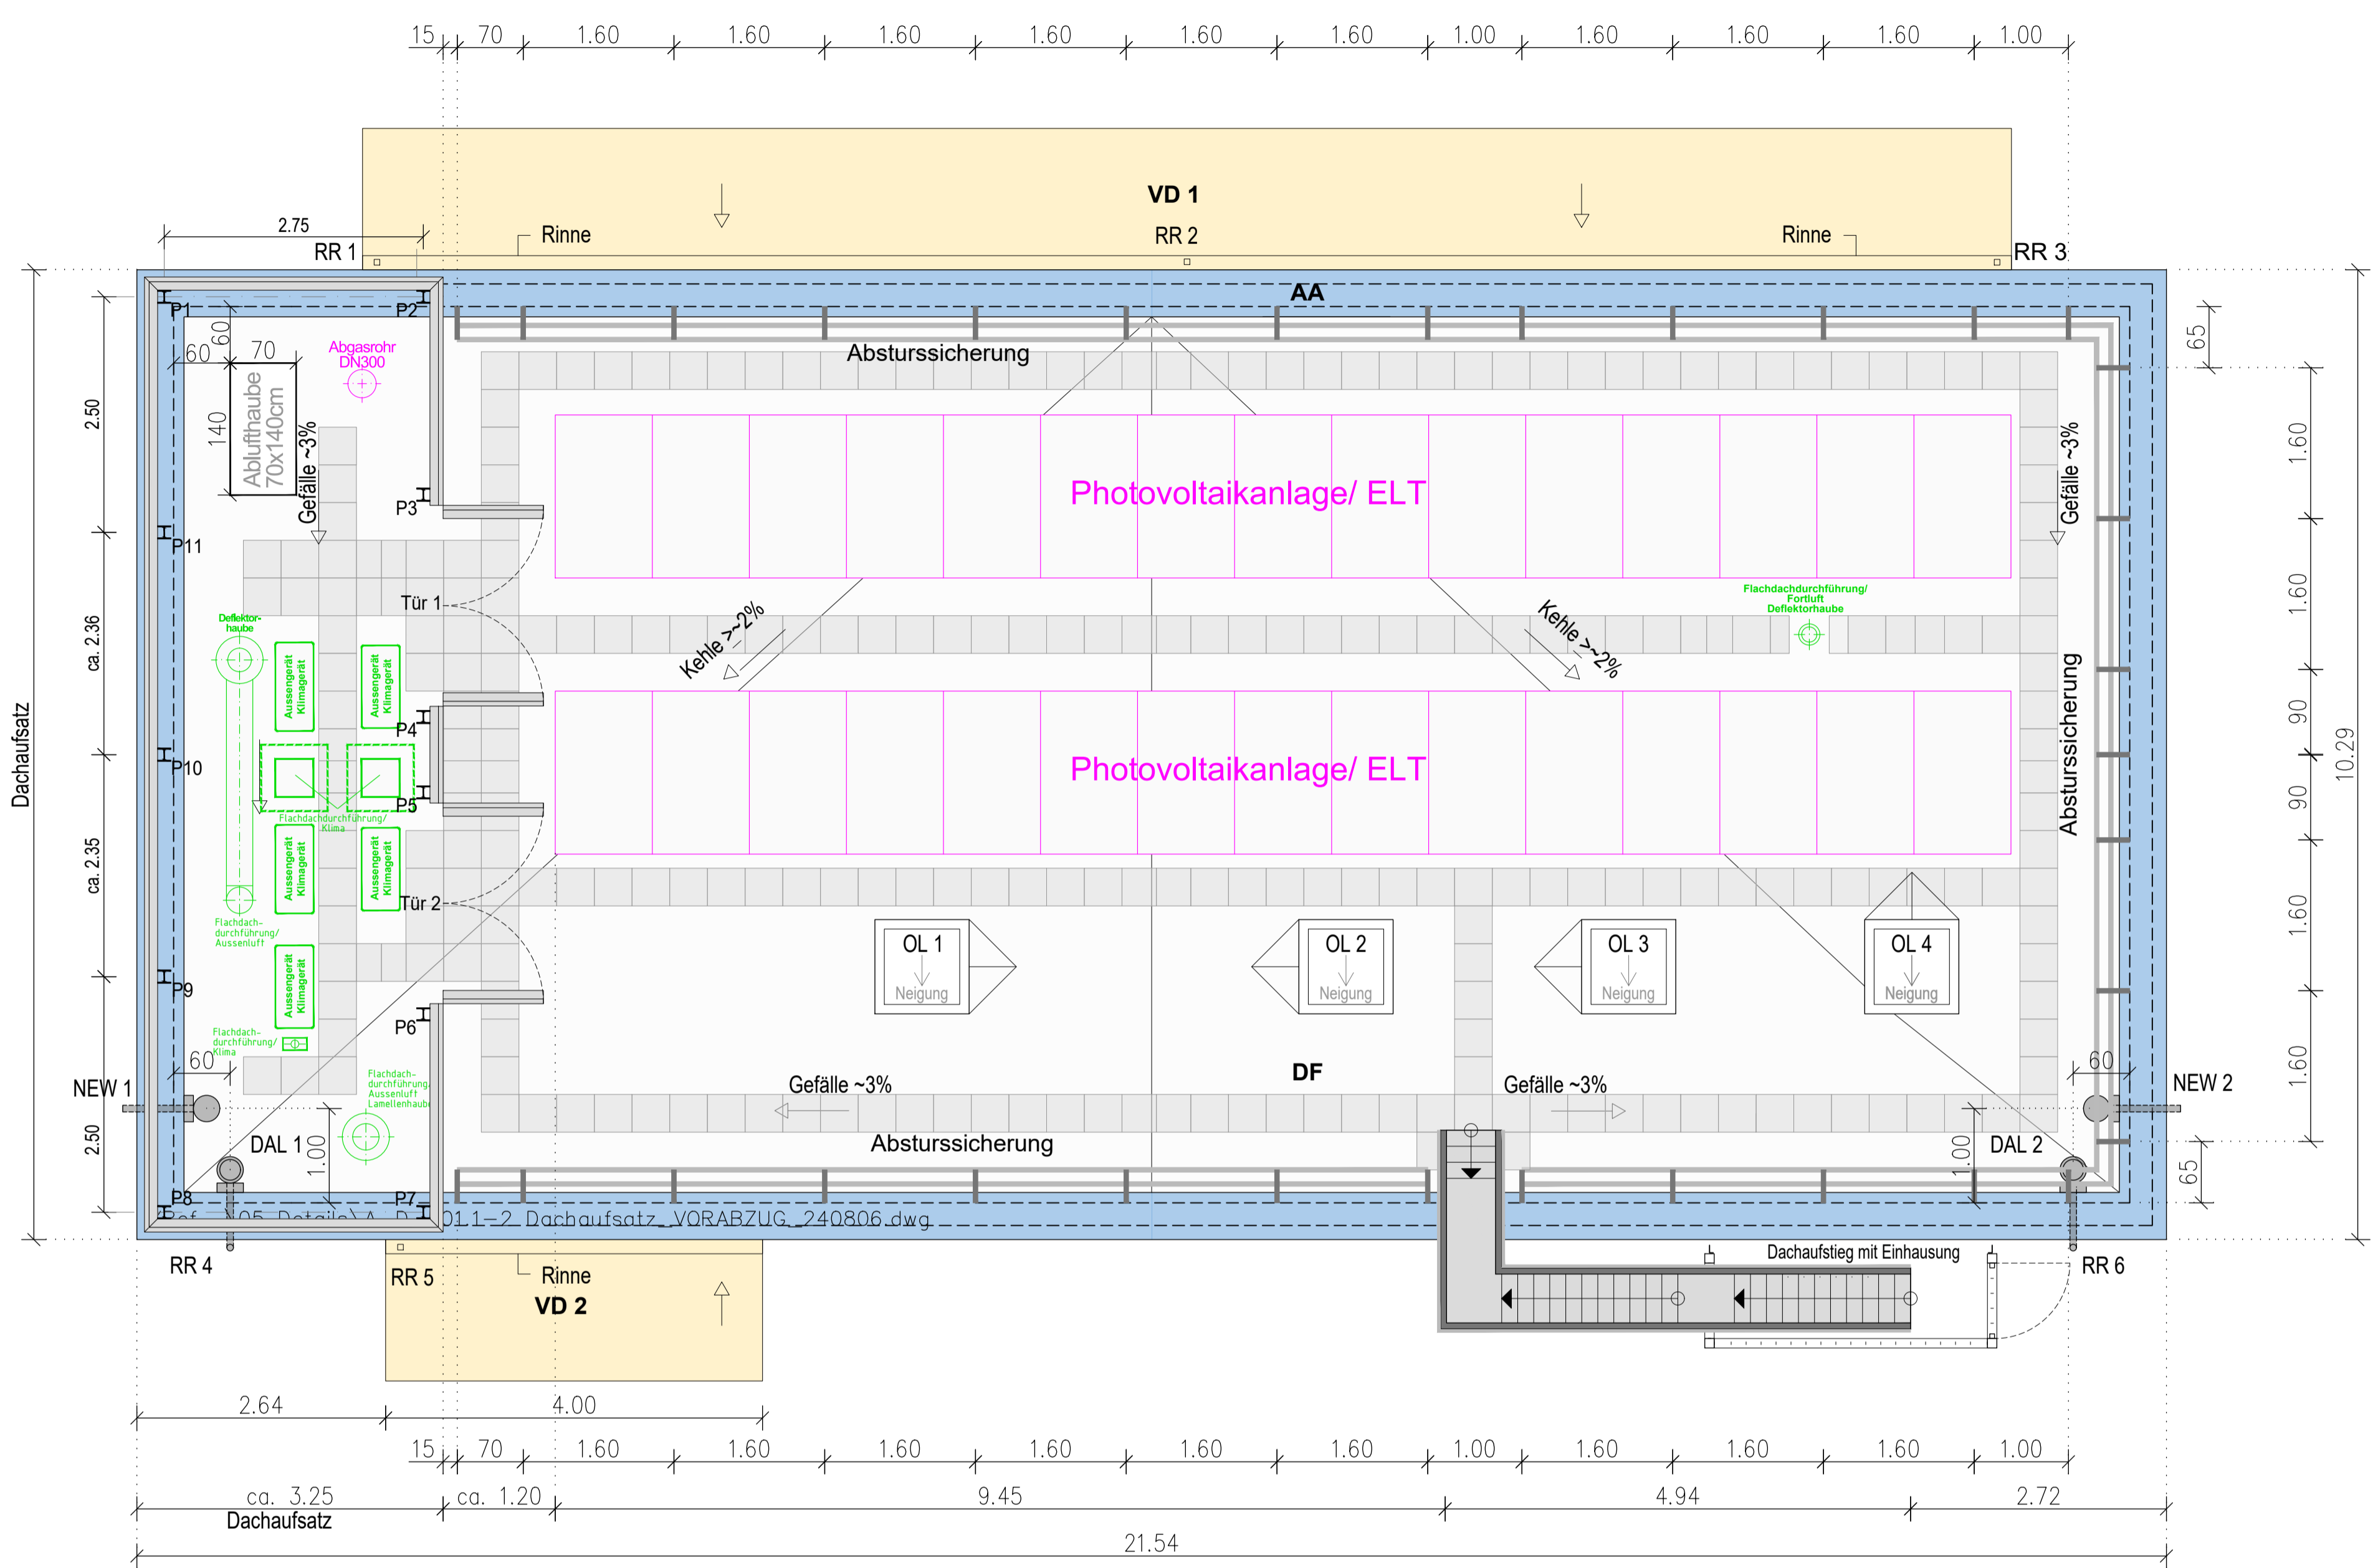 15 70 1.60 1.60 1.60 1.60 1.60 1.60 1.00 1.60 1.60 1.60 1.00
VD 1
2.75
RR 1
Rinne
RR 2
Rinne
RR 3
AA
P1
P2
60
60
70
Abgasrohr
DN300
Absturssicherung
65
140
Ablufthaube
70x140cm
Gefälle ~3%
2.50
P3
Photovoltaikanlage/ ELT
Gefälle ~3%
1.60
P11
Tür 1
Flachdachdurchführung/
Fortluft
Deflektorhaube
1.60
Deflektor-
haube
ca. 2.36
Aussengerät
Klimagerät
Aussengerät
Klimagerät
Kehle >~2%
Kehle >~2%
Absturssicherung
P4
90
Dachaufsatz
P10
P5
Photovoltaikanlage/ ELT
90
10.29
Flachdachdurchführung/
Klima
ca. 2.35
Aussengerät
Klimagerät
Aussengerät
Klimagerät
Tür 2
1.60
Flachdach-
durchführung/
Aussenluft
OL 1
Neigung
OL 2
Neigung
OL 3
Neigung
OL 4
Neigung
P9
Aussengerät
Klimagerät
P6
Flachdach-
durchführung/
Klima
60
Flachdach-
durchführung/
Aussenluft
Lamellenhaube
DF
60
1.60
NEW 1
Gefälle ~3%
Gefälle ~3%
NEW 2
2.50
DAL 1
1.00
Absturssicherung
1.00
DAL 2
65
P8
P7
011-2 Dachaufsatz_VORABZUG_240806.dwg
RR 4
RR 5
Rinne
VD 2
Dachaufstieg mit Einhausung
RR 6
2.64 4.00
15 70 1.60 1.60 1.60 1.60 1.60 1.60 1.00 1.60 1.60 1.60 1.00
ca. 3.25 ca. 1.20 9.45 4.94 2.72
Dachaufsatz
21.54